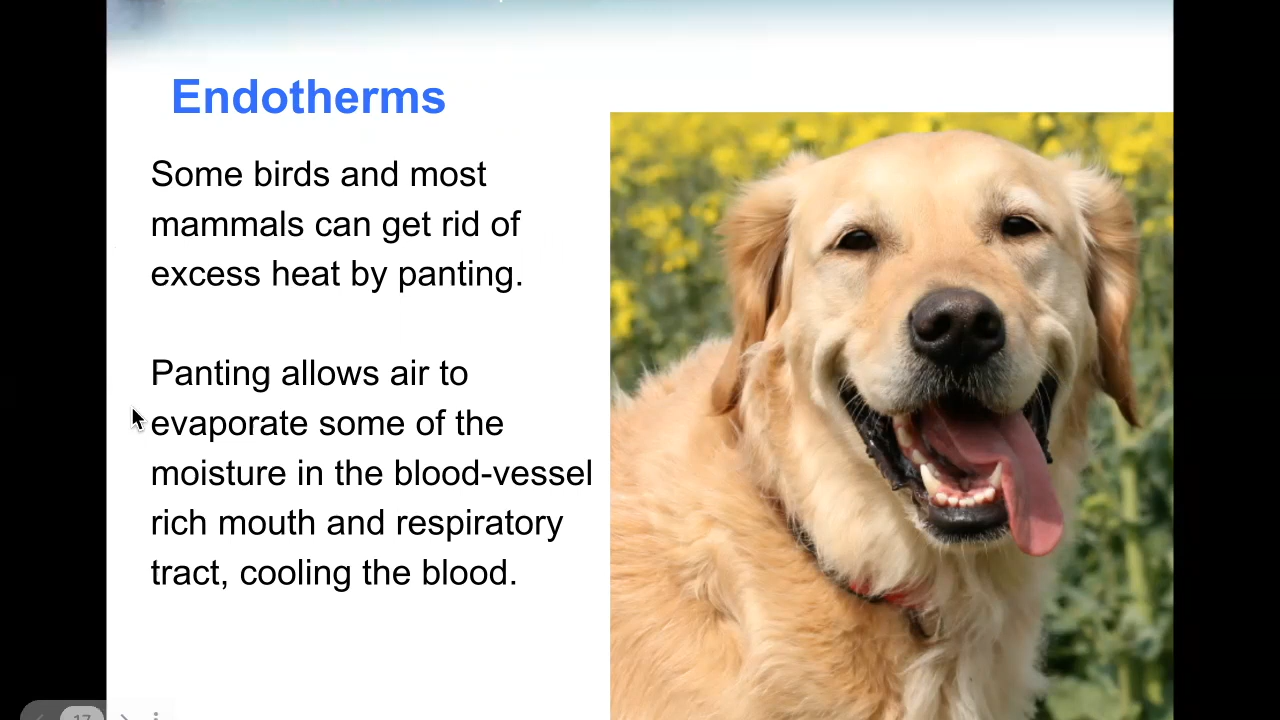 Endotherms
Some birds and most
mammals can get rid of
excess heat by panting.
Panting allows air to
evaporate some of the
moisture in the blood-vessel
rich mouth and respiratory
tract, cooling the blood.
17